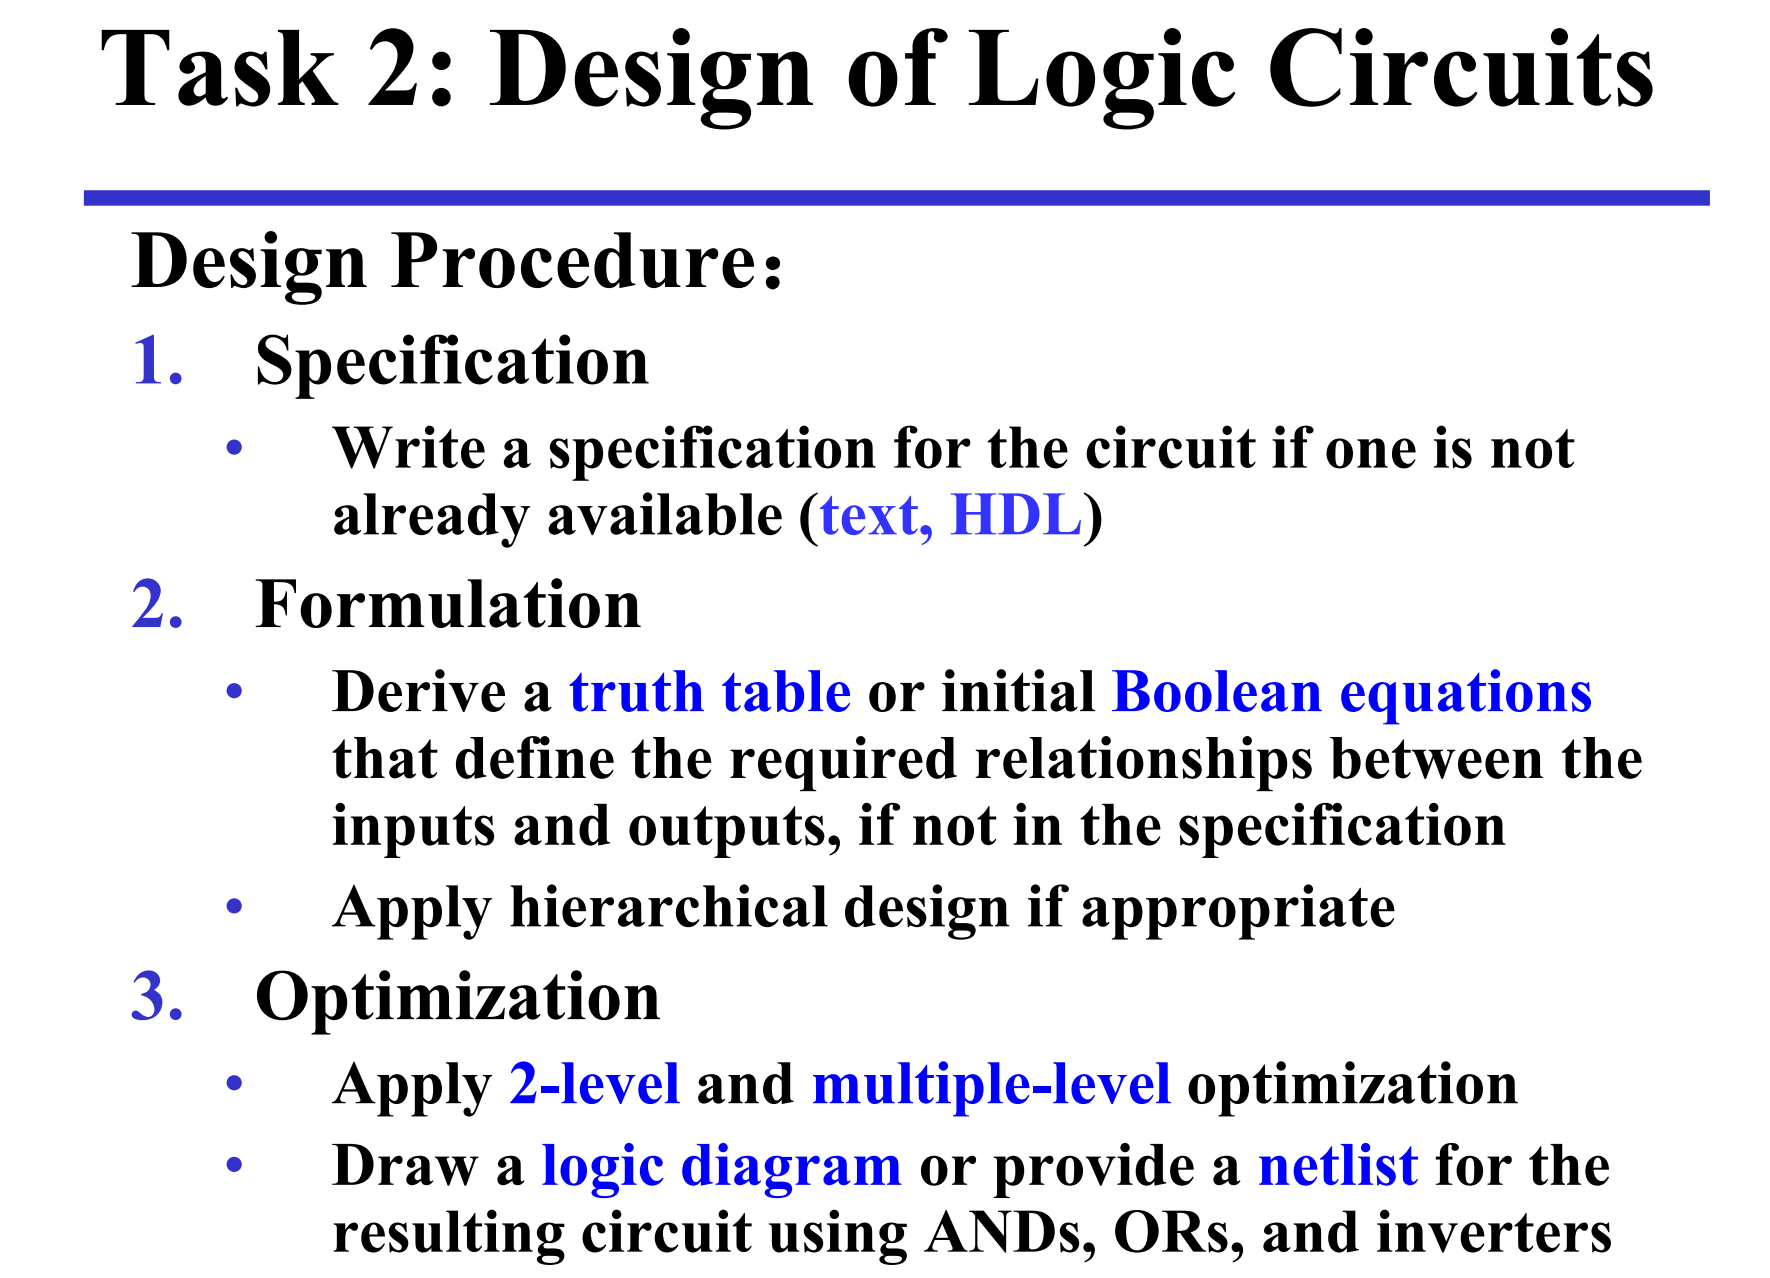 Task 2: Design of Logic Circuits
Design Procedure：
1. Specification
• Write a specification for the circuit if one is not
already available (text, HDL)
2. Formulation
• Derive a truth table or initial Boolean equations
that define the required relationships between the
inputs and outputs, if not in the specification
• Apply hierarchical design if appropriate
3. Optimization
• Apply 2-level and multiple-level optimization
• Draw a logic diagram or provide a netlist for the
resulting circuit using ANDs, ORs, and inverters